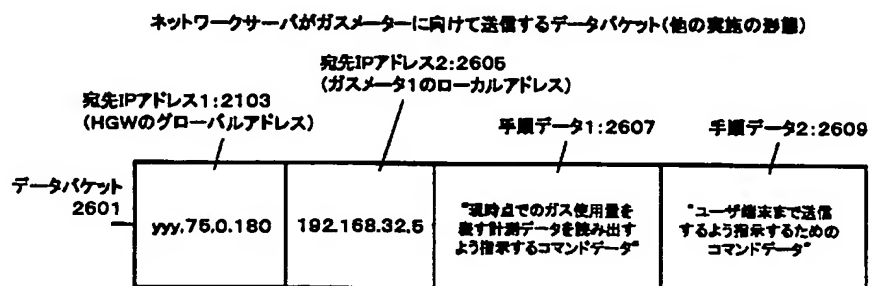 ネットワークサーバがガスメーターに向けて送信するデータパケット(他の実施の形態)
宛先IPアドレス2:2605
(ガスメータ1のローカルアドレス)
宛先IPアドレス1:2103
(HGWのグローバルアドレス)
手順データ1:2607
手順データ2:2609
データパケット
2601
yyy.75.0.180
192.168.32.5
"現時点でのガス使用量を
表す計測データを読み出す
よう指示するコマンドデータ"
"ユーザ端末まで送信
するよう指示するための
コマンドデータ"